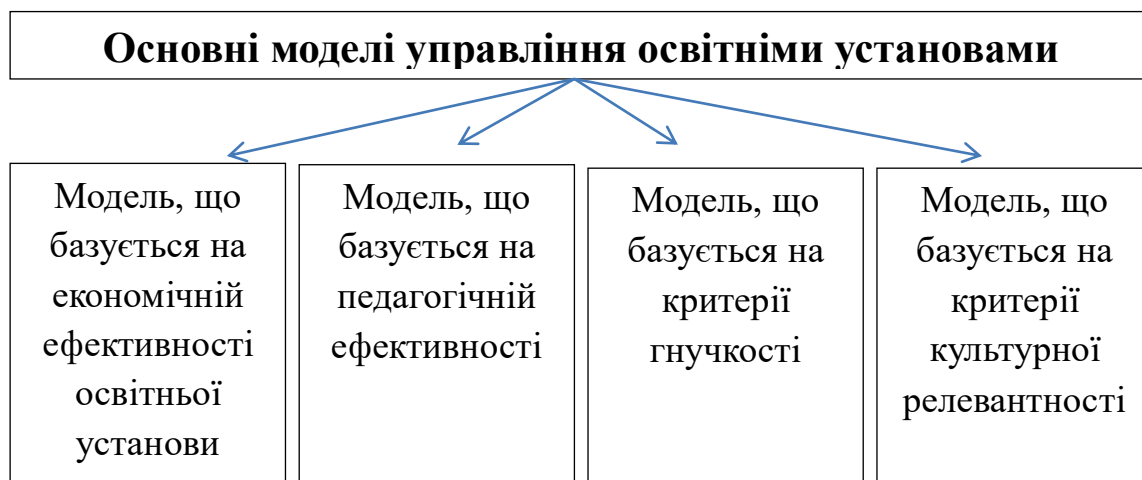 Основні моделі управління освітніми установами
Модель, що
базується на
економічній
ефективності
освітньої
установи
Модель, що
базується на
педагогічній
ефективності
Модель, що
базується на
критерії
гнучкості
Модель, що
базується на
критерії
культурної
релевантності